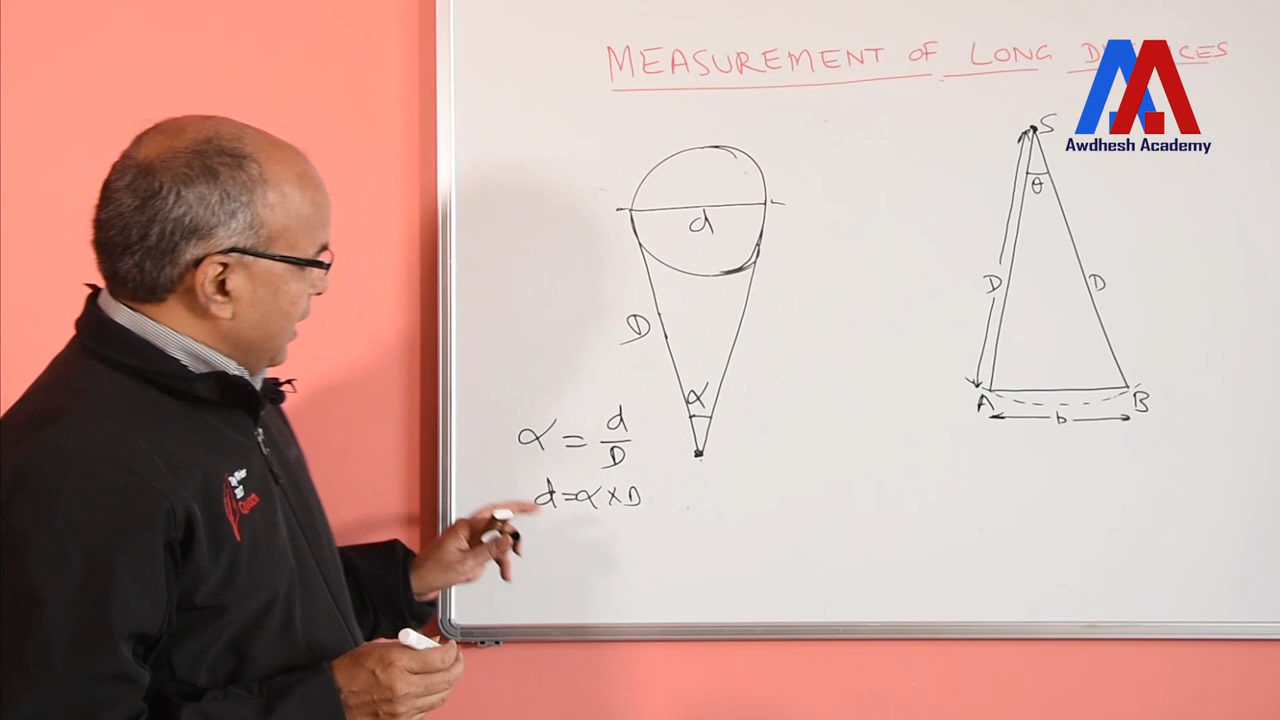 MEASUREMENT OF LONG
Awdhesh Academy
d
D
α
α = d/D
d=α×D
S
θ
D
D
A
B
b